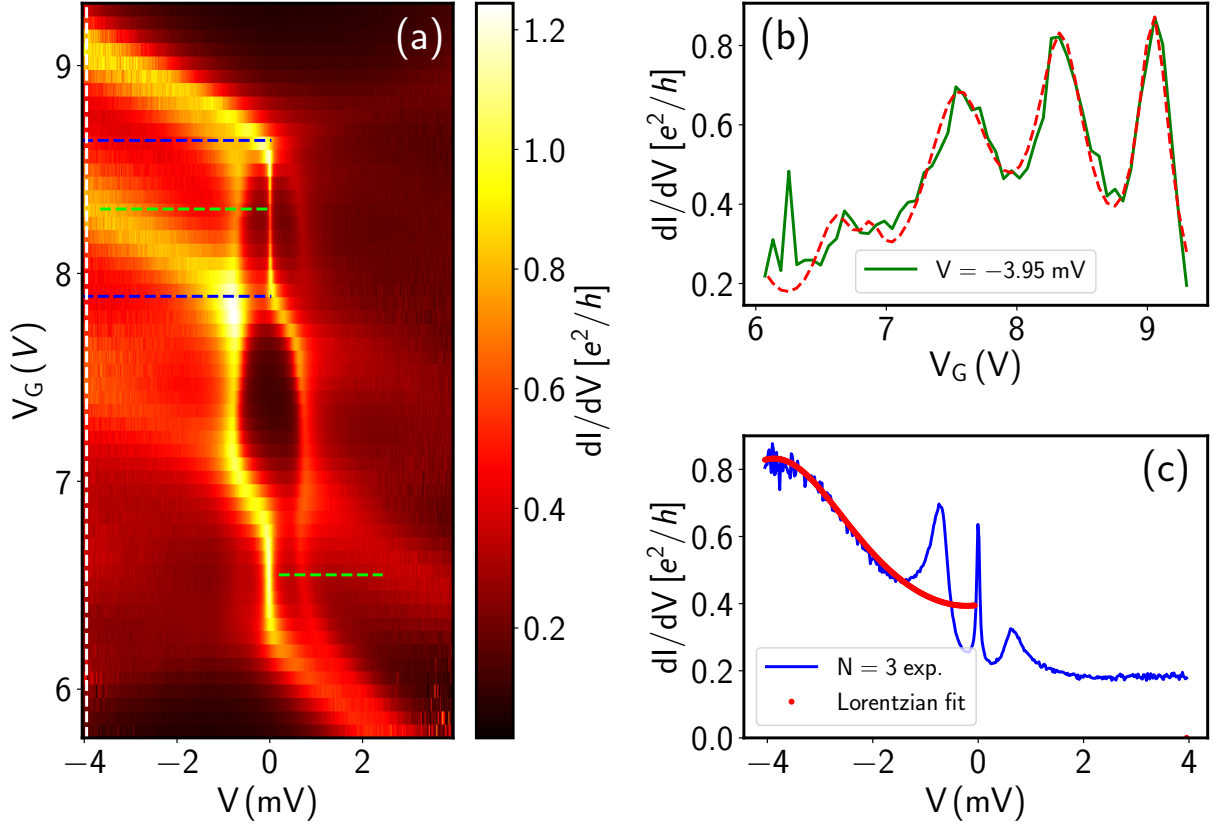 (a)
9
8
7
6
V_G (V)
−4
−2
0
2
V (mV)
1.2
1.0
0.8
0.6
0.4
0.2
dI/dV [e²/h]
(b)
0.8
0.6
0.4
0.2
dI/dV [e²/h]
V = −3.95 mV
6
7
8
9
V_G (V)
(c)
0.8
0.6
0.4
0.2
0.0
dI/dV [e²/h]
N = 3 exp.
Lorentzian fit
−4
−2
0
2
4
V (mV)